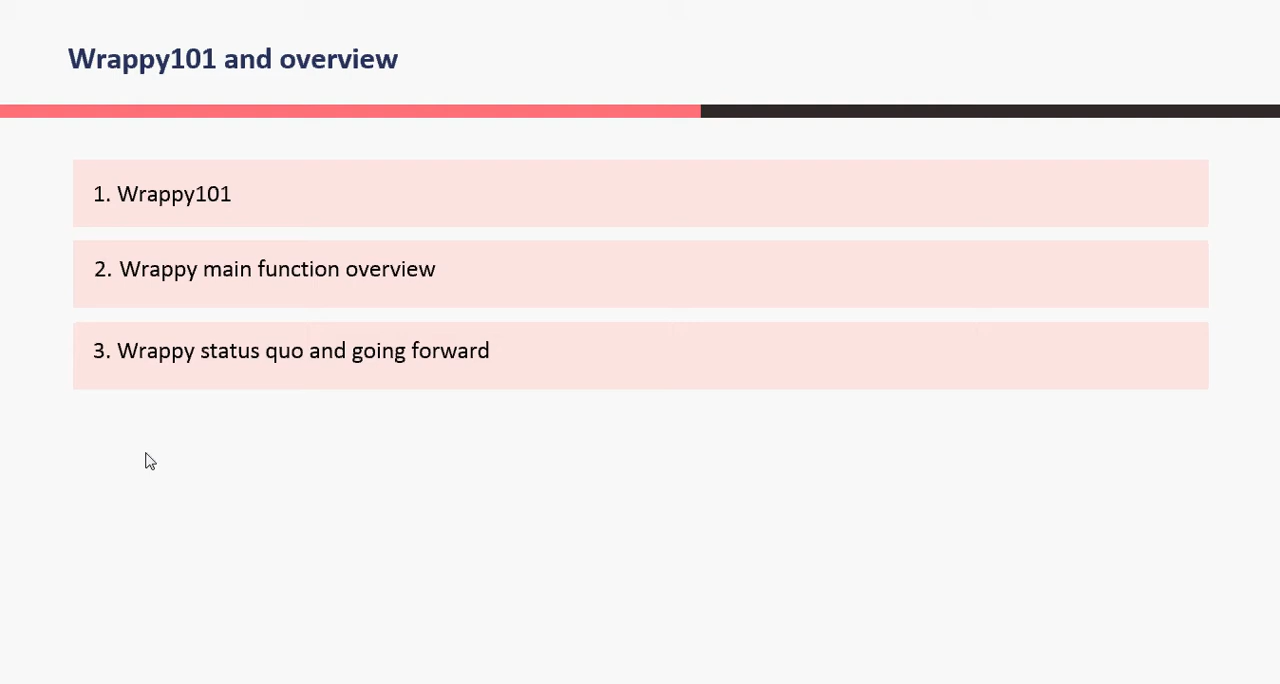 Wrappy101 and overview
1. Wrappy101
2. Wrappy main function overview
3. Wrappy status quo and going forward